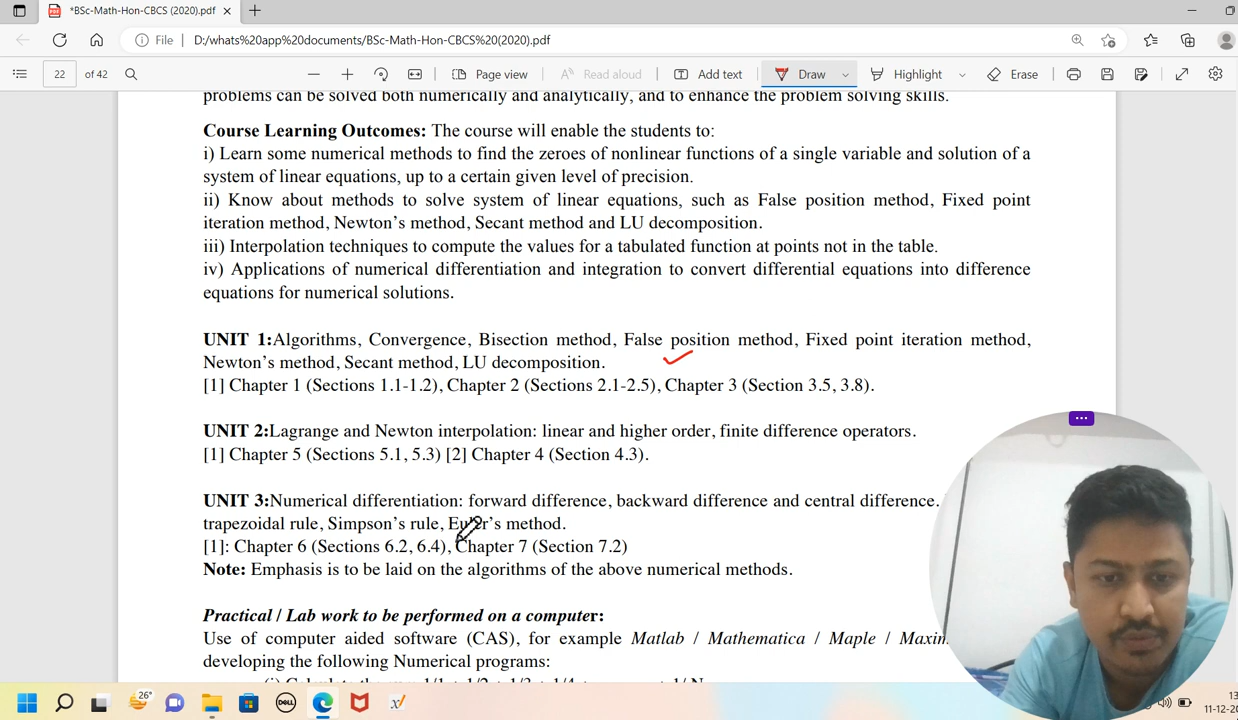 *BSc-Math-Hon-CBCS (2020).pdf
File D:/whats%20app%20documents/BSc-Math-Hon-CBCS%20(2020).pdf
22 of 42 Page view Read aloud Add text Draw Highlight Erase
problems can be solved both numerically and analytically, and to enhance the problem solving skills.
Course Learning Outcomes: The course will enable the students to:
i) Learn some numerical methods to find the zeroes of nonlinear functions of a single variable and solution of a
system of linear equations, up to a certain given level of precision.
ii) Know about methods to solve system of linear equations, such as False position method, Fixed point
iteration method, Newton's method, Secant method and LU decomposition.
iii) Interpolation techniques to compute the values for a tabulated function at points not in the table.
iv) Applications of numerical differentiation and integration to convert differential equations into difference
equations for numerical solutions.
UNIT 1:Algorithms, Convergence, Bisection method, False position method, Fixed point iteration method,
Newton's method, Secant method, LU decomposition.
[1] Chapter 1 (Sections 1.1-1.2), Chapter 2 (Sections 2.1-2.5), Chapter 3 (Section 3.5, 3.8).
UNIT 2:Lagrange and Newton interpolation: linear and higher order, finite difference operators.
[1] Chapter 5 (Sections 5.1, 5.3) [2] Chapter 4 (Section 4.3).
UNIT 3:Numerical differentiation: forward difference, backward difference and central difference.
trapezoidal rule, Simpson's rule, Euler's method.
[1]: Chapter 6 (Sections 6.2, 6.4), Chapter 7 (Section 7.2)
Note: Emphasis is to be laid on the algorithms of the above numerical methods.
Practical / Lab work to be performed on a computer:
Use of computer aided software (CAS), for example Matlab / Mathematica / Maple /
developing the following Numerical programs:
26°
DELL